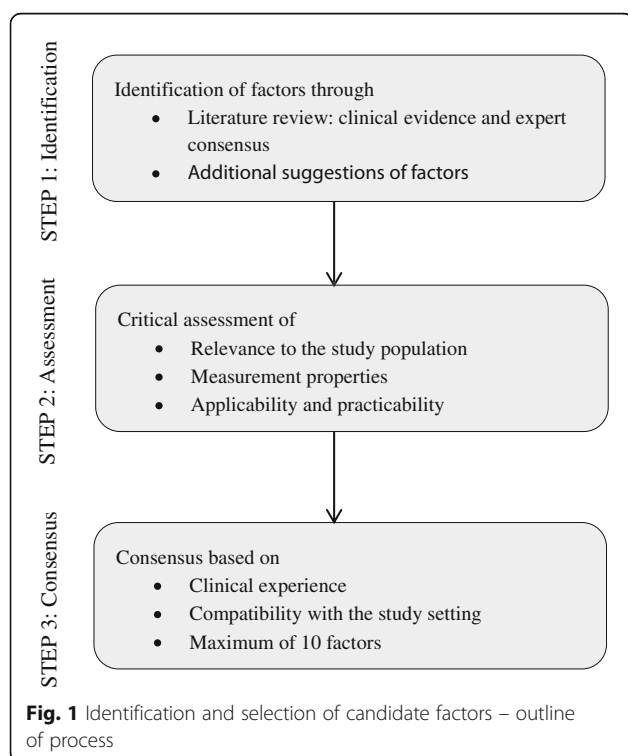 STEP 1: Identification
Identification of factors through
• Literature review: clinical evidence and expert
consensus
• Additional suggestions of factors
STEP 2: Assessment
Critical assessment of
• Relevance to the study population
• Measurement properties
• Applicability and practicability
STEP 3: Consensus
Consensus based on
• Clinical experience
• Compatibility with the study setting
• Maximum of 10 factors
Fig. 1 Identification and selection of candidate factors – outline
of process